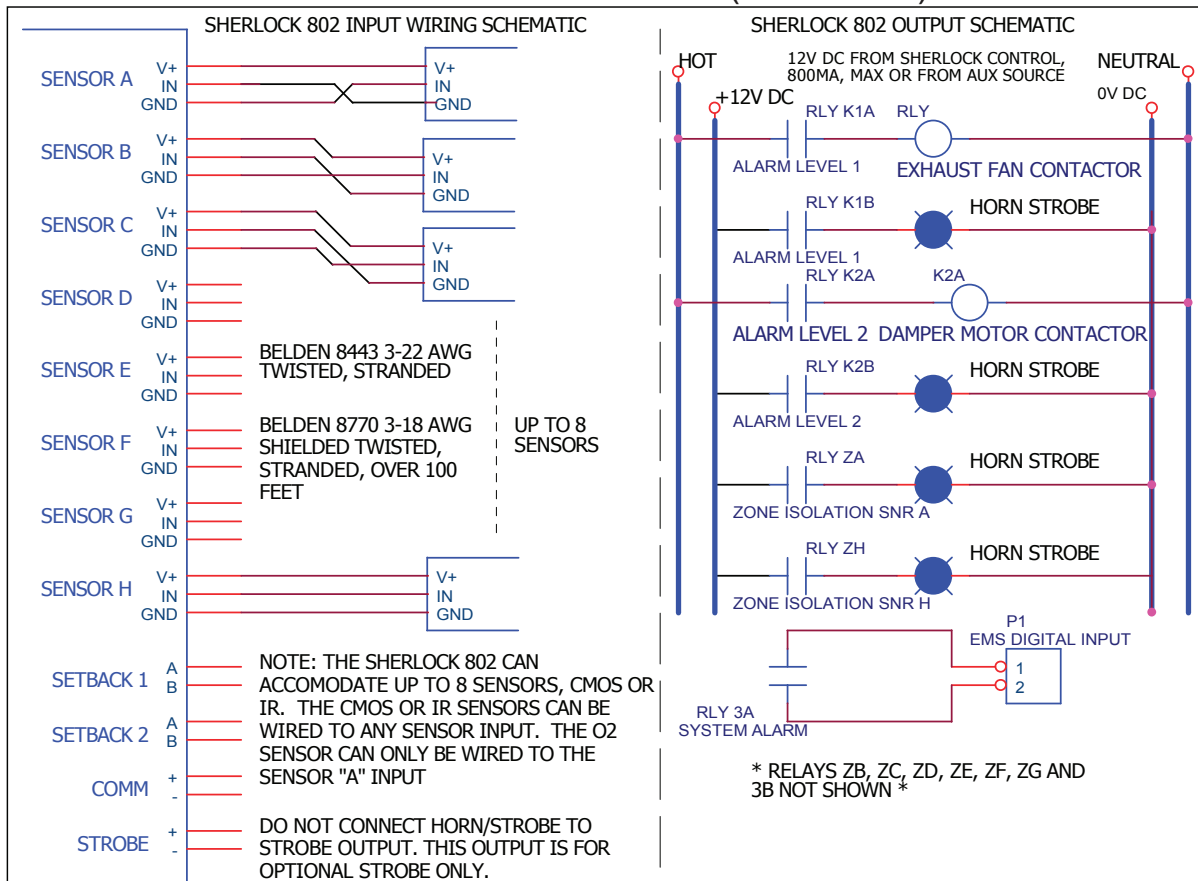 SHERLOCK 802 INPUT WIRING SCHEMATIC
SENSOR A
V+
IN
GND
V+
IN
GND
SENSOR B
V+
IN
GND
V+
IN
GND
SENSOR C
V+
IN
GND
V+
IN
GND
SENSOR D
V+
IN
GND
SENSOR E
V+
IN
GND
BELDEN 8443 3-22 AWG
TWISTED, STRANDED
SENSOR F
V+
IN
GND
BELDEN 8770 3-18 AWG
SHIELDED TWISTED,
STRANDED, OVER 100
FEET
UP TO 8
SENSORS
SENSOR G
V+
IN
GND
SENSOR H
V+
IN
GND
V+
IN
GND
SETBACK 1
A
B
SETBACK 2
A
B
COMM
+
-
STROBE
+
-
NOTE: THE SHERLOCK 802 CAN
ACCOMODATE UP TO 8 SENSORS, CMOS OR
IR. THE CMOS OR IR SENSORS CAN BE
WIRED TO ANY SENSOR INPUT. THE O2
SENSOR CAN ONLY BE WIRED TO THE
SENSOR "A" INPUT
DO NOT CONNECT HORN/STROBE TO
STROBE OUTPUT. THIS OUTPUT IS FOR
OPTIONAL STROBE ONLY.
SHERLOCK 802 OUTPUT SCHEMATIC
HOT
12V DC FROM SHERLOCK CONTROL,
800MA, MAX OR FROM AUX SOURCE
NEUTRAL
+12V DC
0V DC
RLY K1A
RLY
ALARM LEVEL 1
EXHAUST FAN CONTACTOR
RLY K1B
HORN STROBE
ALARM LEVEL 1
RLY K2A
K2A
ALARM LEVEL 2
DAMPER MOTOR CONTACTOR
RLY K2B
HORN STROBE
ALARM LEVEL 2
RLY ZA
HORN STROBE
ZONE ISOLATION SNR A
RLY ZH
HORN STROBE
ZONE ISOLATION SNR H
P1
EMS DIGITAL INPUT
1
2
RLY 3A
SYSTEM ALARM
* RELAYS ZB, ZC, ZD, ZE, ZF, ZG AND
3B NOT SHOWN *